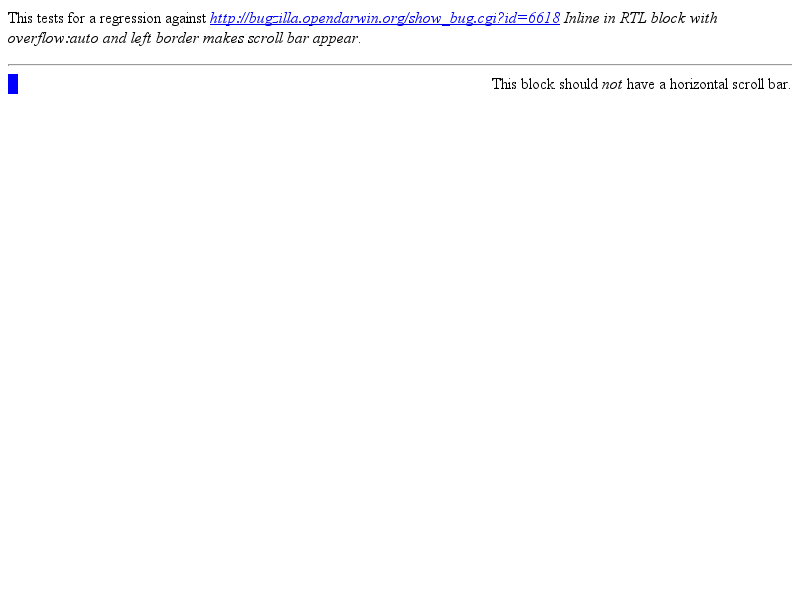 This tests for a regression against http://bugzilla.opendarwin.org/show_bug.cgi?id=6618 Inline in RTL block with
overflow:auto and left border makes scroll bar appear.
This block should not have a horizontal scroll bar.